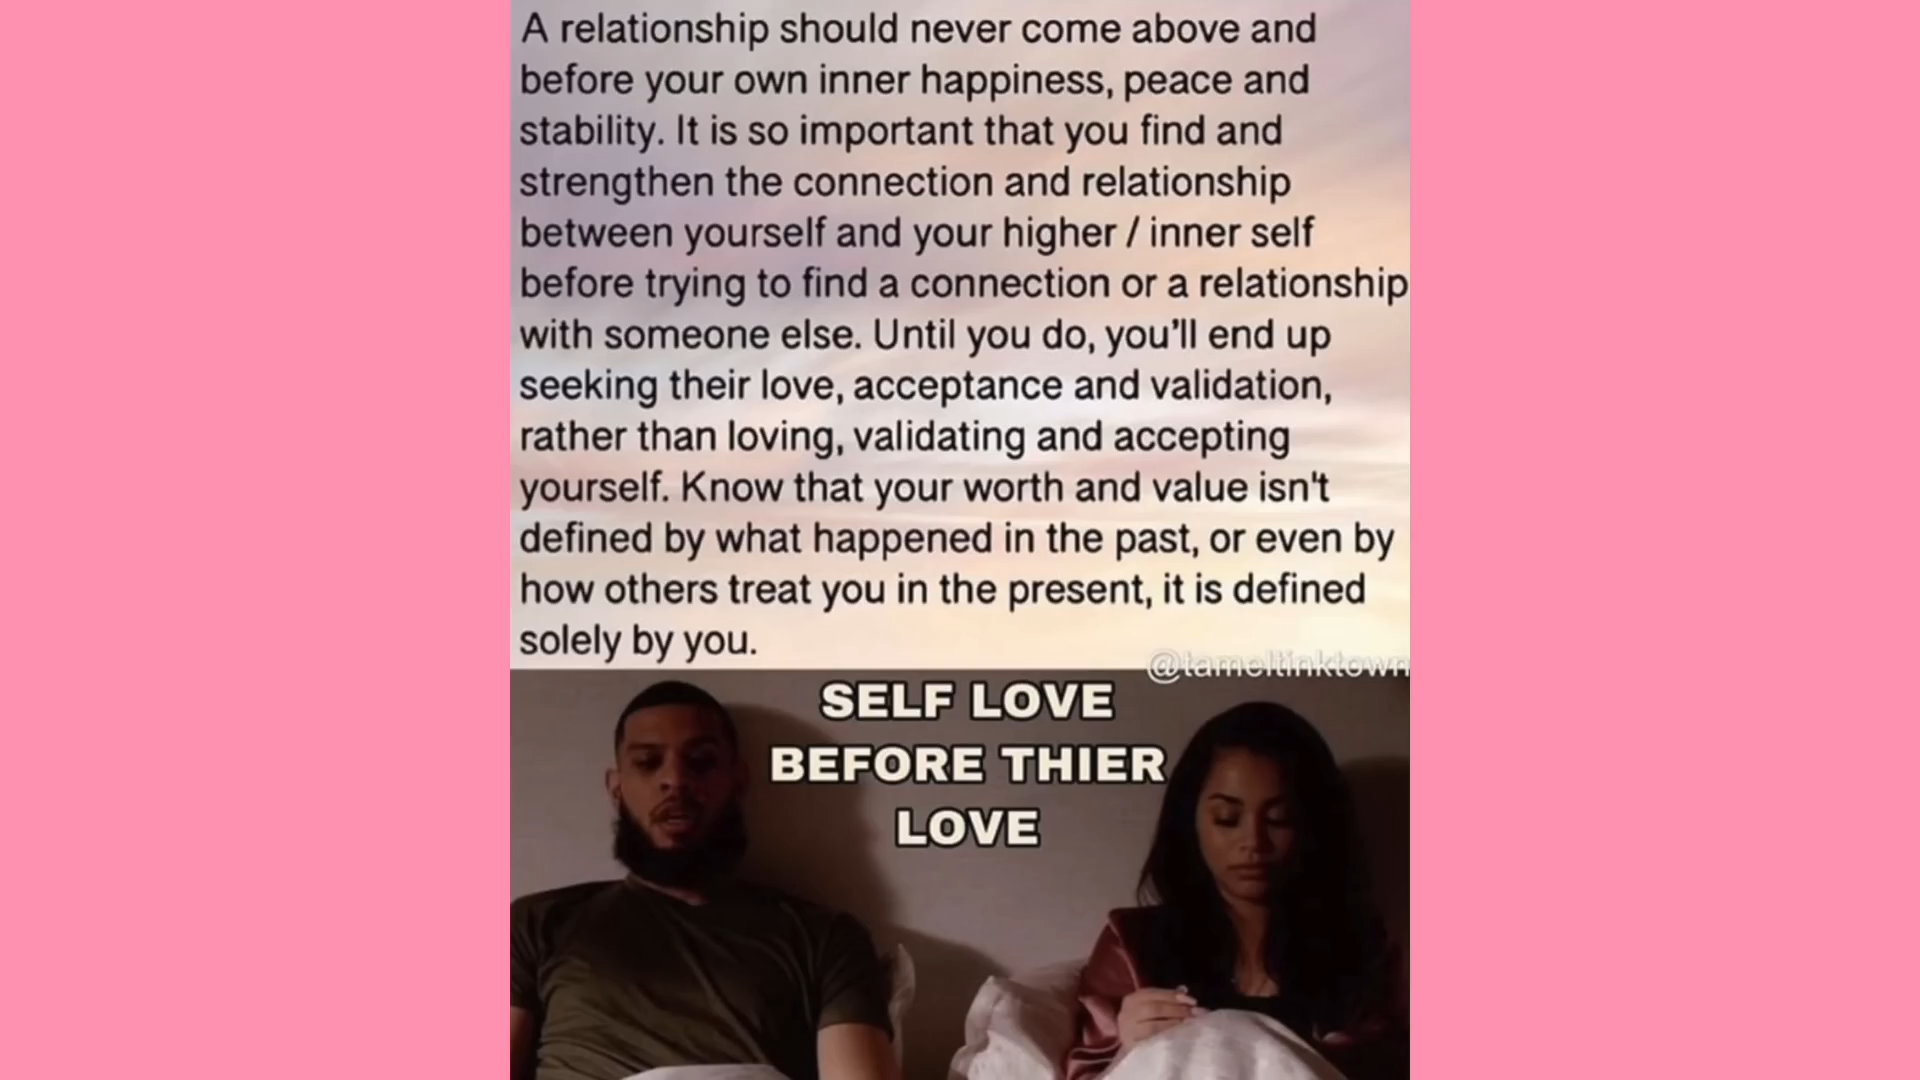 A relationship should never come above and
before your own inner happiness, peace and
stability. It is so important that you find and
strengthen the connection and relationship
between yourself and your higher / inner self
before trying to find a connection or a relationship
with someone else. Until you do, you'll end up
seeking their love, acceptance and validation,
rather than loving, validating and accepting
yourself. Know that your worth and value isn't
defined by what happened in the past, or even by
how others treat you in the present, it is defined
solely by you.
@tameltinktown
SELF LOVE
BEFORE THIER
LOVE